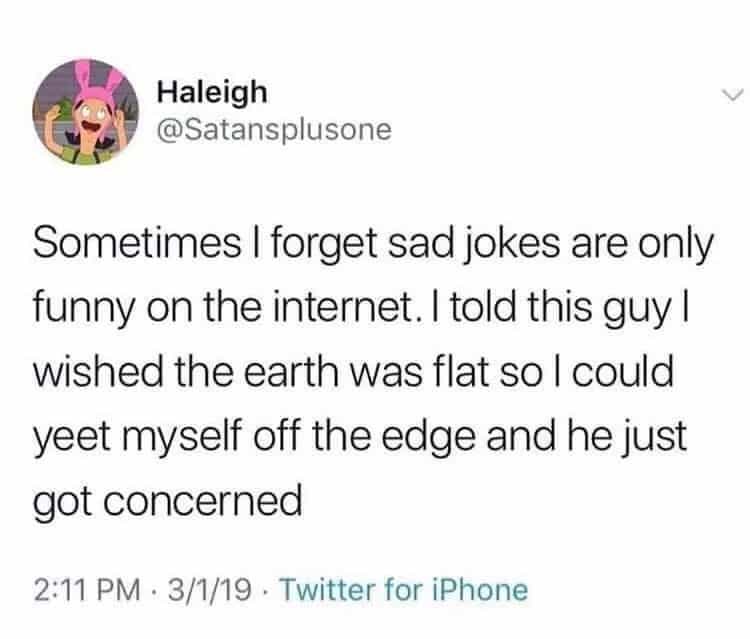 Haleigh
@Satansplusone
Sometimes I forget sad jokes are only
funny on the internet. I told this guy I
wished the earth was flat so I could
yeet myself off the edge and he just
got concerned
2:11 PM · 3/1/19 · Twitter for iPhone